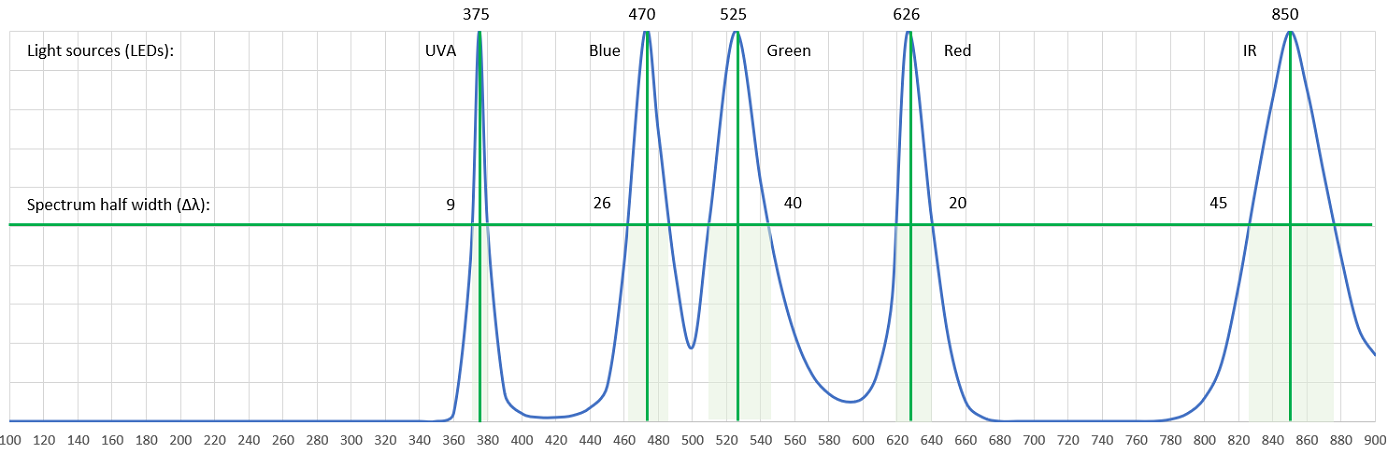 375 470 525 626 850
Light sources (LEDs): UVA Blue Green Red IR
Spectrum half width (Δλ): 9 26 40 20 45
100 120 140 160 180 200 220 240 260 280 300 320 340 360 380 400 420 440 460 480 500 520 540 560 580 600 620 640 660 680 700 720 740 760 780 800 820 840 860 880 900